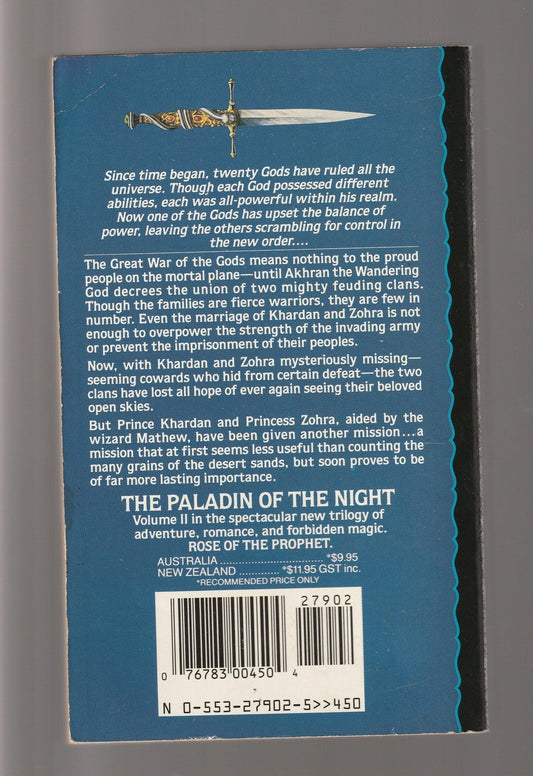 Since time began, twenty Gods have ruled all the
universe. Though each God possessed different
abilities, each was all-powerful within his realm.
Now one of the Gods has upset the balance of
power, leaving the others scrambling for control in
the new order....
The Great War of the Gods means nothing to the proud
people on the mortal plane—until Akhran the Wandering
God decrees the union of two mighty feuding clans.
Though the families are fierce warriors, they are few in
number. Even the marriage of Khardan and Zohra is not
enough to overpower the strength of the invading army
or prevent the imprisonment of their peoples.
Now, with Khardan and Zohra mysteriously missing—
seeming cowards who hid from certain defeat—the two
clans have lost all hope of ever again seeing their beloved
open skies.
But Prince Khardan and Princess Zohra, aided by the
wizard Mathew, have been given another mission...a
mission that at first seems less useful than counting the
many grains of the desert sands, but soon proves to be
of far more lasting importance.
THE PALADIN OF THE NIGHT
Volume II in the spectacular new trilogy of
adventure, romance, and forbidden magic.
ROSE OF THE PROPHET.
AUSTRALIA ............................... *$9.95
NEW ZEALAND ............ *$11.95 GST inc.
*RECOMMENDED PRICE ONLY
27902
0 76783 00450 4
N 0-553-27902-5>>450